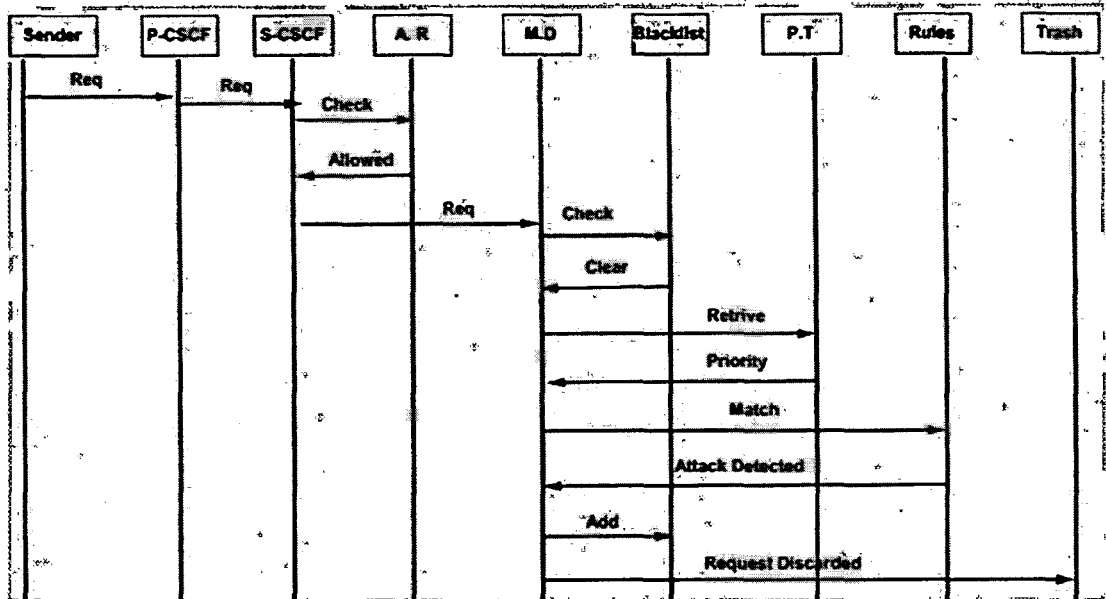 Sender P-CSCF S-CSCF A. R M.D Blacklist P.T Rules Trash
Req
Req
Check
Allowed
Req
Check
Clear
Retrive
Priority
Match
Attack Detected
Add
Request Discarded